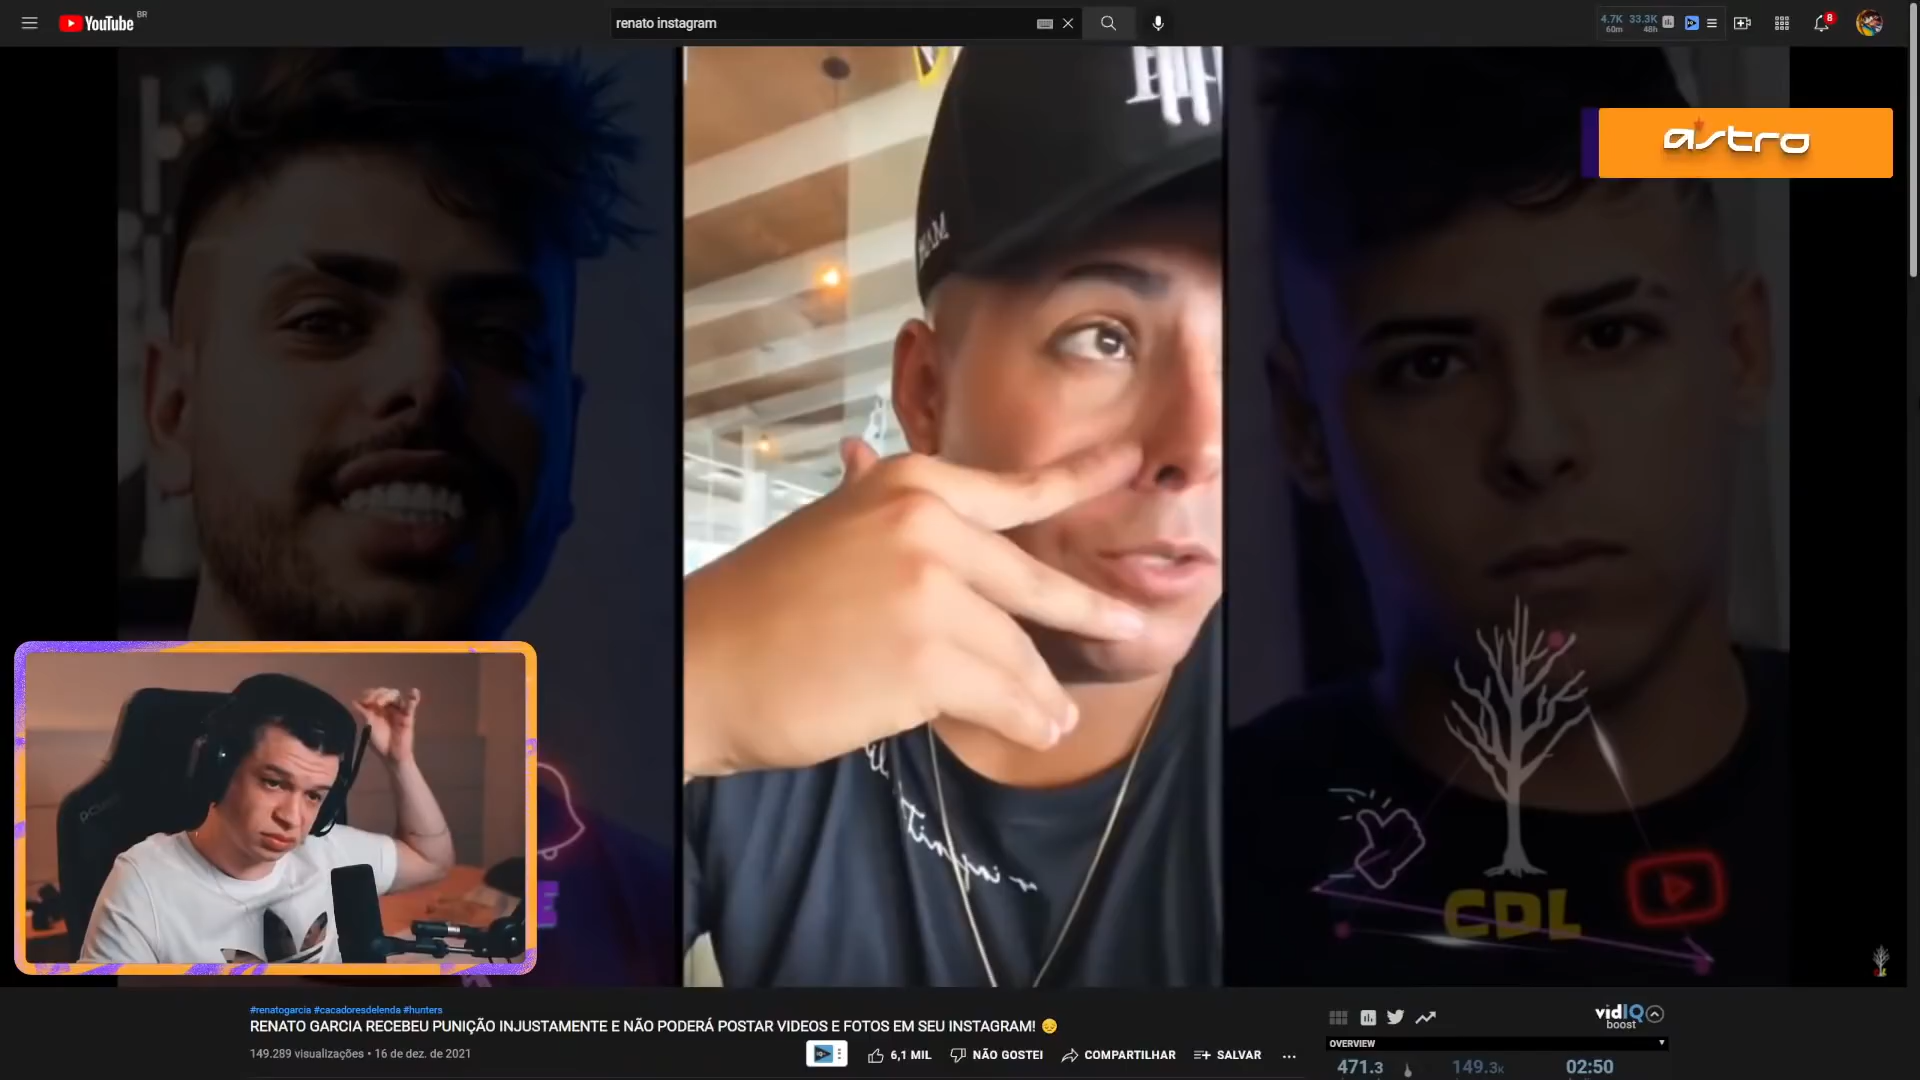 YouTube BR
renato instagram
4.7K 33.3K
60m 48h
8
astro
CDL
#renatogarcia #cacadoresdelenda #hunters
RENATO GARCIA RECEBEU PUNIÇÃO INJUSTAMENTE E NÃO PODERÁ POSTAR VIDEOS E FOTOS EM SEU INSTAGRAM! 😔
149.289 visualizações • 16 de dez. de 2021
6,1 MIL
NÃO GOSTEI
COMPARTILHAR
SALVAR
vidIQ
boost
OVERVIEW
471.3 149.3K 02:50